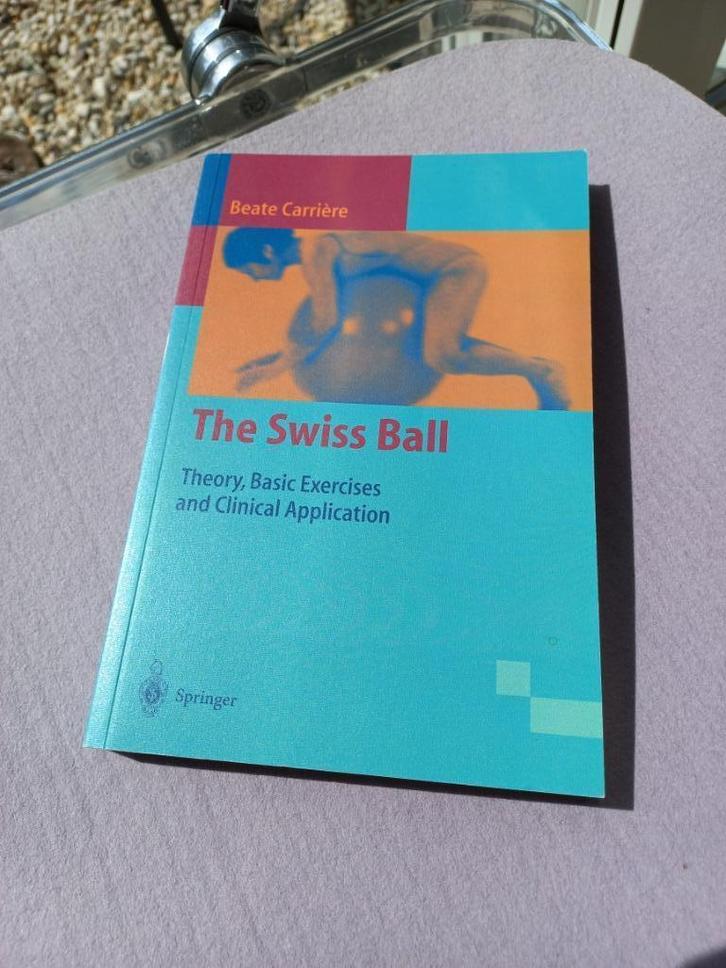 Beate Carrière
The Swiss Ball
Theory, Basic Exercises
and Clinical Application
Springer